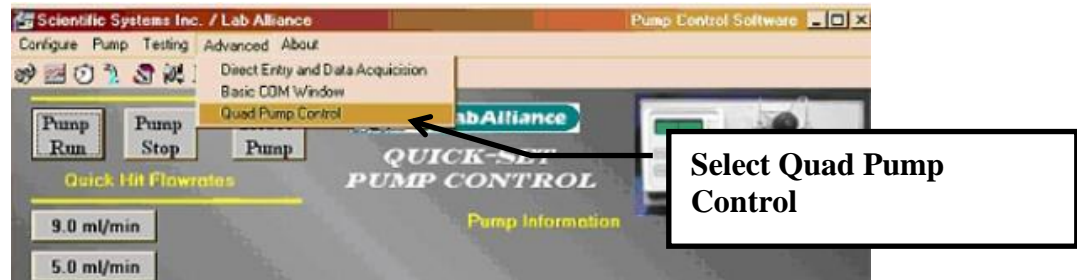 Scientific Systems Inc. / Lab Alliance Pump Control Software
Configure Pump Testing Advanced About
Direct Entry and Data Acquicision
Basic COM Window
Quad Pump Control
Pump Run
Pump Stop
Pump
abAlliance
QUICK-SET
PUMP CONTROL
Quick Hit Flowrates
Pump Information
9.0 ml/min
5.0 ml/min
Select Quad Pump
Control